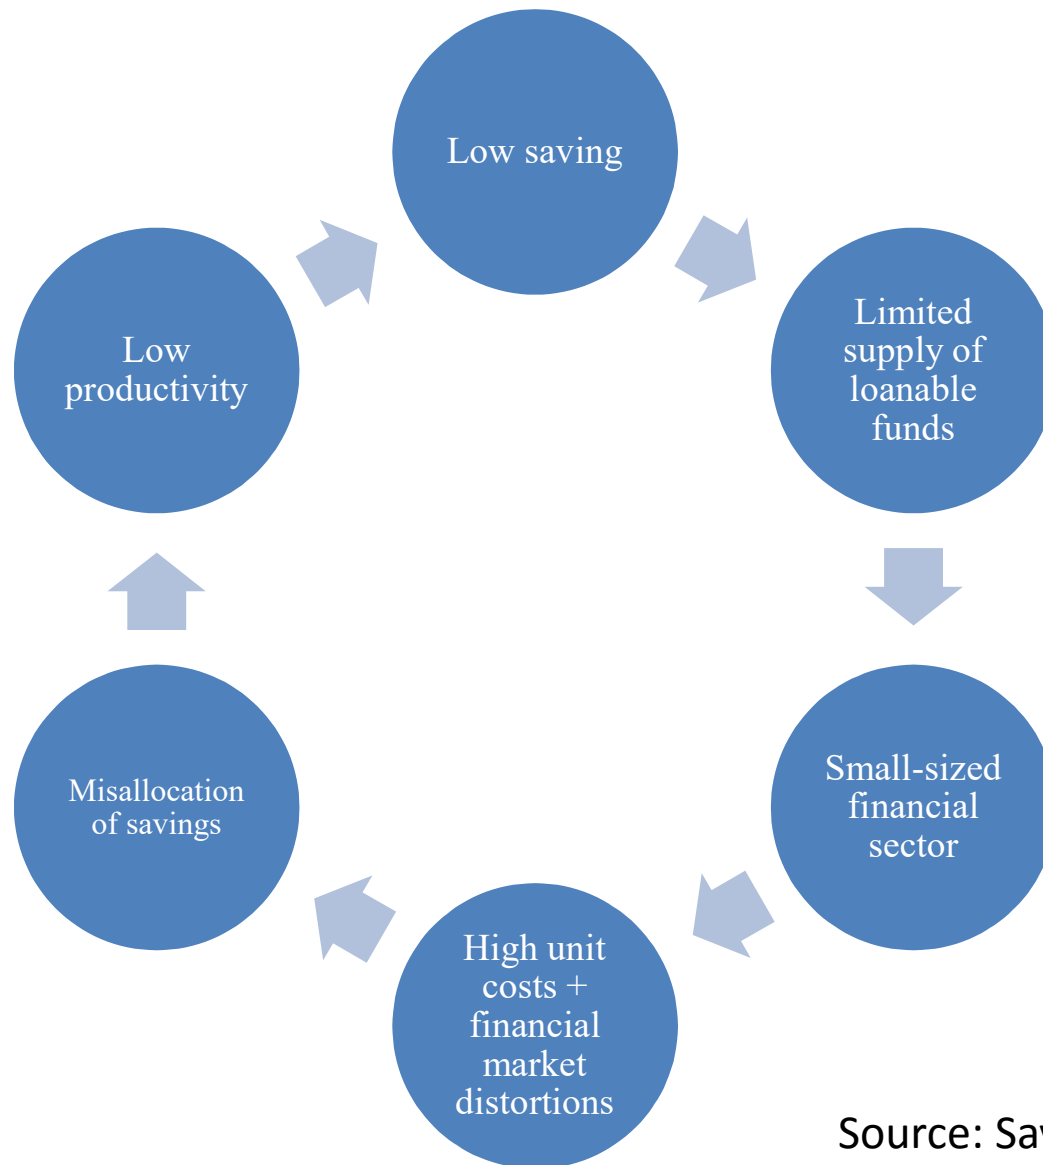 Low saving
Limited
supply of
loanable
funds
Small-sized
financial
sector
High unit
costs +
financial
market
distortions
Misallocation
of savings
Low
productivity
Source: